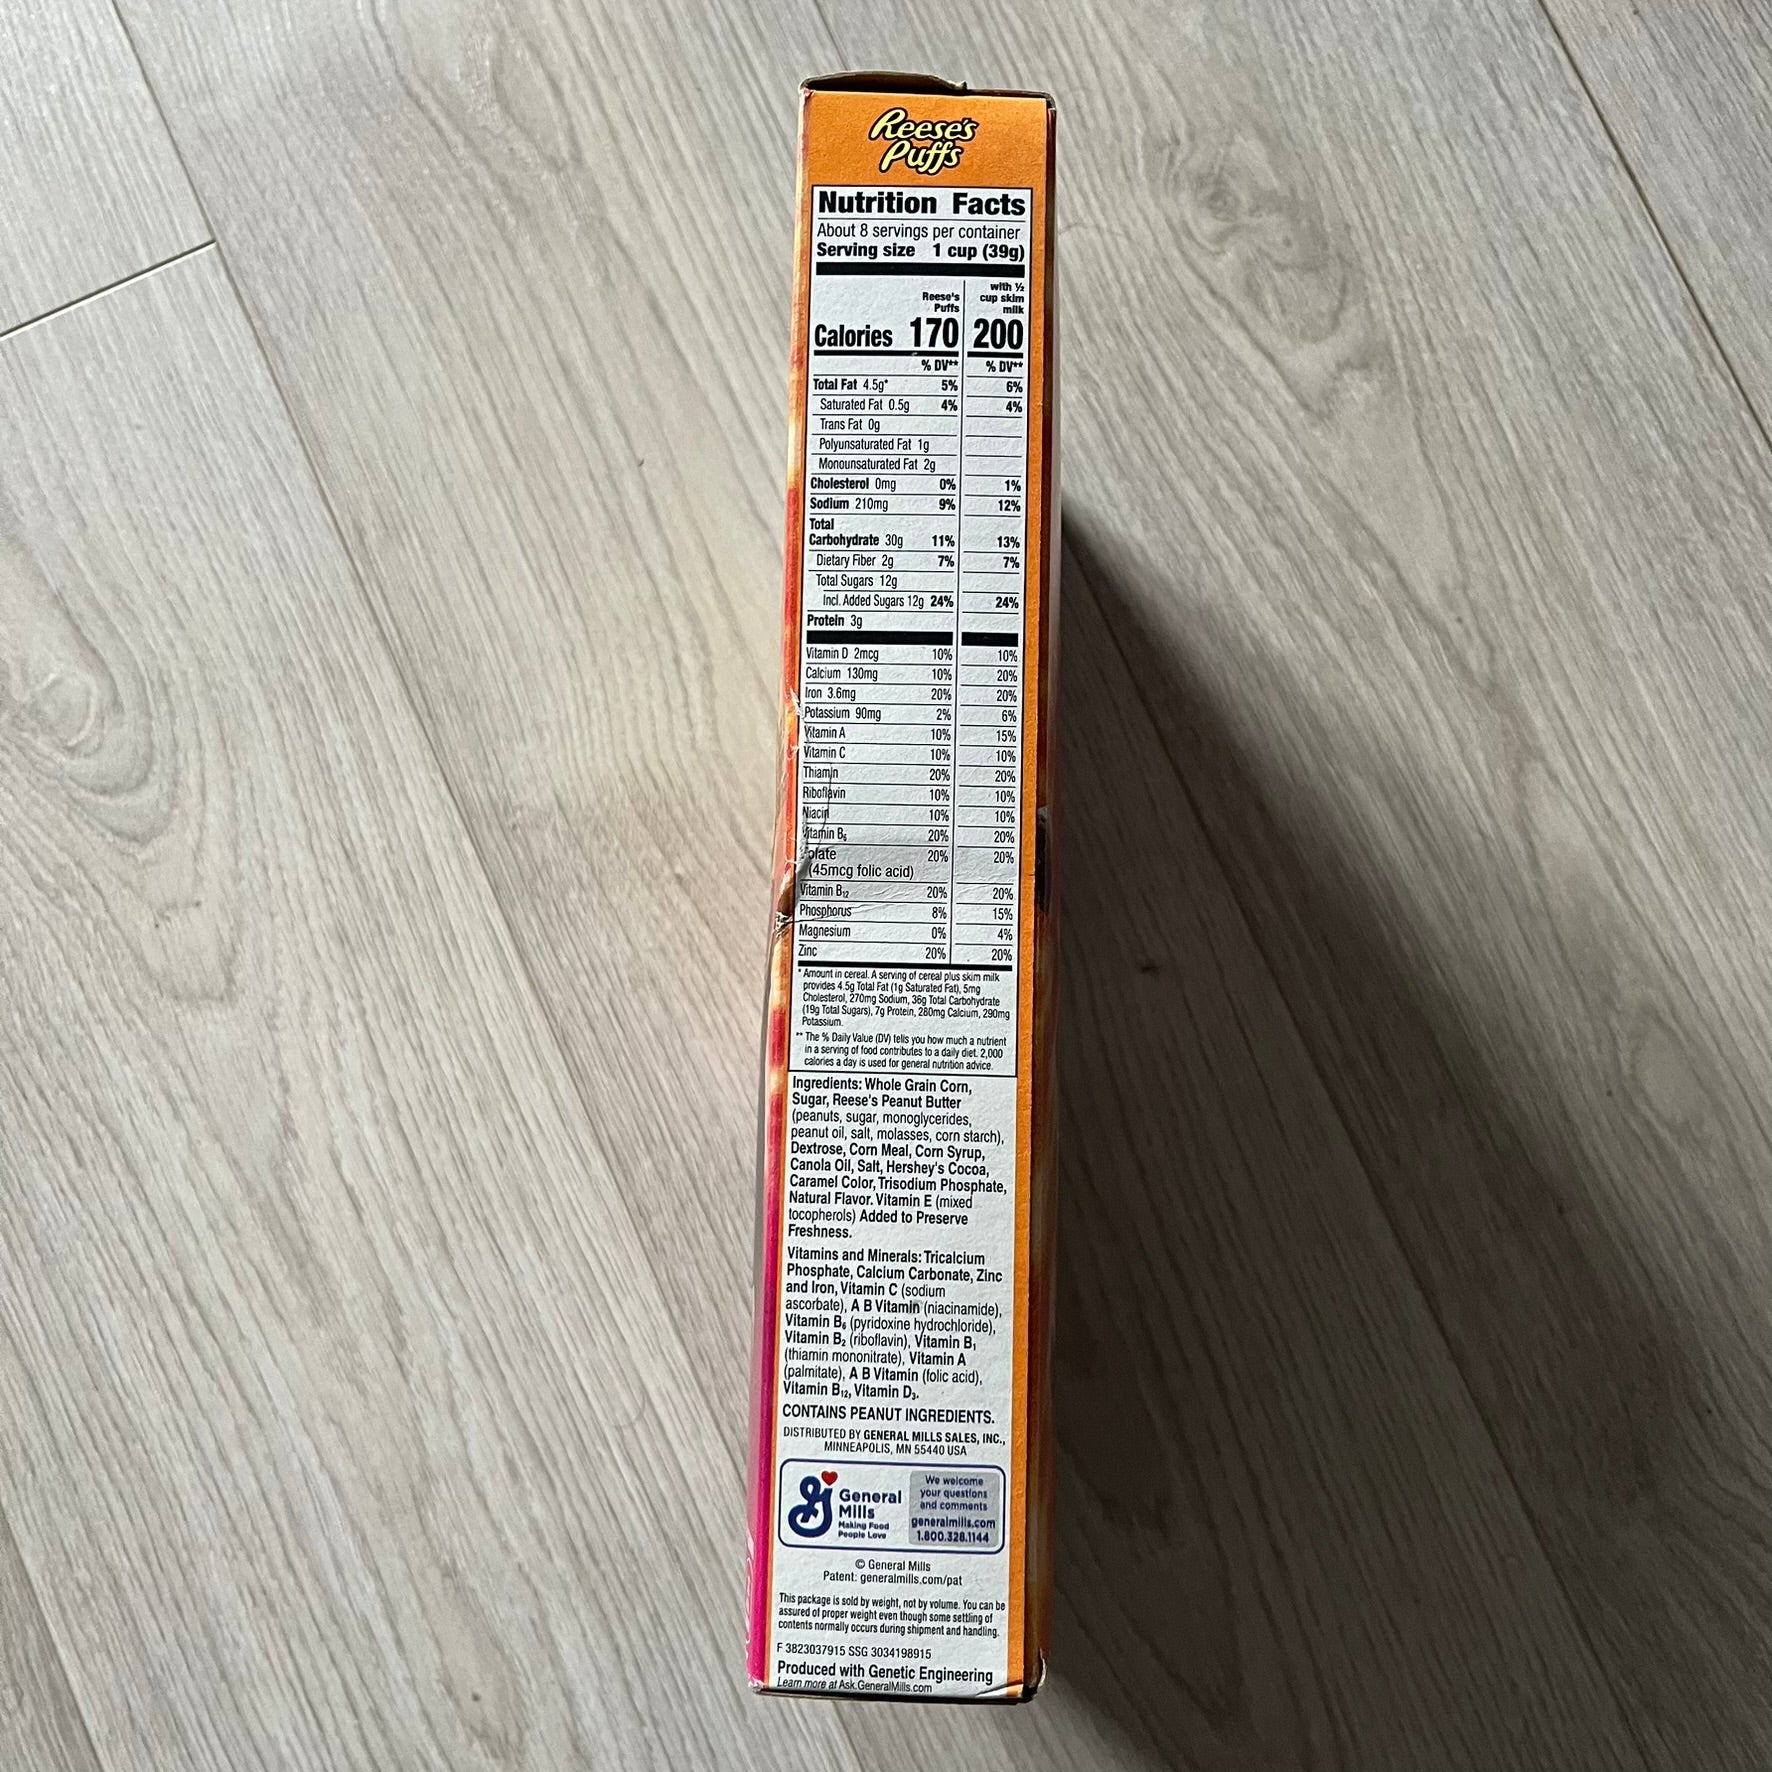 Reese's
Puffs
Nutrition Facts
About 8 servings per container
Serving size 1 cup (39g)
Reese's Puffs with ½ cup skim milk
Calories 170 200
% DV** % DV**
Total Fat 4.5g* 5% 6%
Saturated Fat 0.5g 4% 4%
Trans Fat 0g
Polyunsaturated Fat 1g
Monounsaturated Fat 2g
Cholesterol 0mg 0% 1%
Sodium 210mg 9% 12%
Total
Carbohydrate 30g 11% 13%
Dietary Fiber 2g 7% 7%
Total Sugars 12g
Incl. Added Sugars 12g 24% 24%
Protein 3g
Vitamin D 2mcg 10% 10%
Calcium 130mg 10% 20%
Iron 3.6mg 20% 20%
Potassium 90mg 2% 6%
Vitamin A 10% 15%
Vitamin C 10% 10%
Thiamin 20% 20%
Riboflavin 10% 10%
Niacin 10% 10%
Vitamin B₆ 20% 20%
Folate 20% 20%
(45mcg folic acid)
Vitamin B₁₂ 20% 20%
Phosphorus 8% 15%
Magnesium 0% 4%
Zinc 20% 20%
* Amount in cereal. A serving of cereal plus skim milk
provides 4.5g Total Fat (1g Saturated Fat), 5mg
Cholesterol, 270mg Sodium, 36g Total Carbohydrate
(19g Total Sugars), 7g Protein, 280mg Calcium, 290mg
Potassium.
** The % Daily Value (DV) tells you how much a nutrient
in a serving of food contributes to a daily diet. 2,000
calories a day is used for general nutrition advice.
Ingredients: Whole Grain Corn,
Sugar, Reese's Peanut Butter
(peanuts, sugar, monoglycerides,
peanut oil, salt, molasses, corn starch),
Dextrose, Corn Meal, Corn Syrup,
Canola Oil, Salt, Hershey's Cocoa,
Caramel Color, Trisodium Phosphate,
Natural Flavor. Vitamin E (mixed
tocopherols) Added to Preserve
Freshness.
Vitamins and Minerals: Tricalcium
Phosphate, Calcium Carbonate, Zinc
and Iron, Vitamin C (sodium
ascorbate), A B Vitamin (niacinamide),
Vitamin B₆ (pyridoxine hydrochloride),
Vitamin B₂ (riboflavin), Vitamin B₁
(thiamin mononitrate), Vitamin A
(palmitate), A B Vitamin (folic acid),
Vitamin B₁₂, Vitamin D₃.
CONTAINS PEANUT INGREDIENTS.
DISTRIBUTED BY GENERAL MILLS SALES, INC.,
MINNEAPOLIS, MN 55440 USA
General
Mills
Making Food
People Love
We welcome
your questions
and comments
generalmills.com
1.800.328.1144
© General Mills
Patent: generalmills.com/pat
This package is sold by weight, not by volume. You can be
assured of proper weight even though some settling of
contents normally occurs during shipment and handling.
F 3823037915 SSG 3034198915
Produced with Genetic Engineering
Learn more at Ask.GeneralMills.com